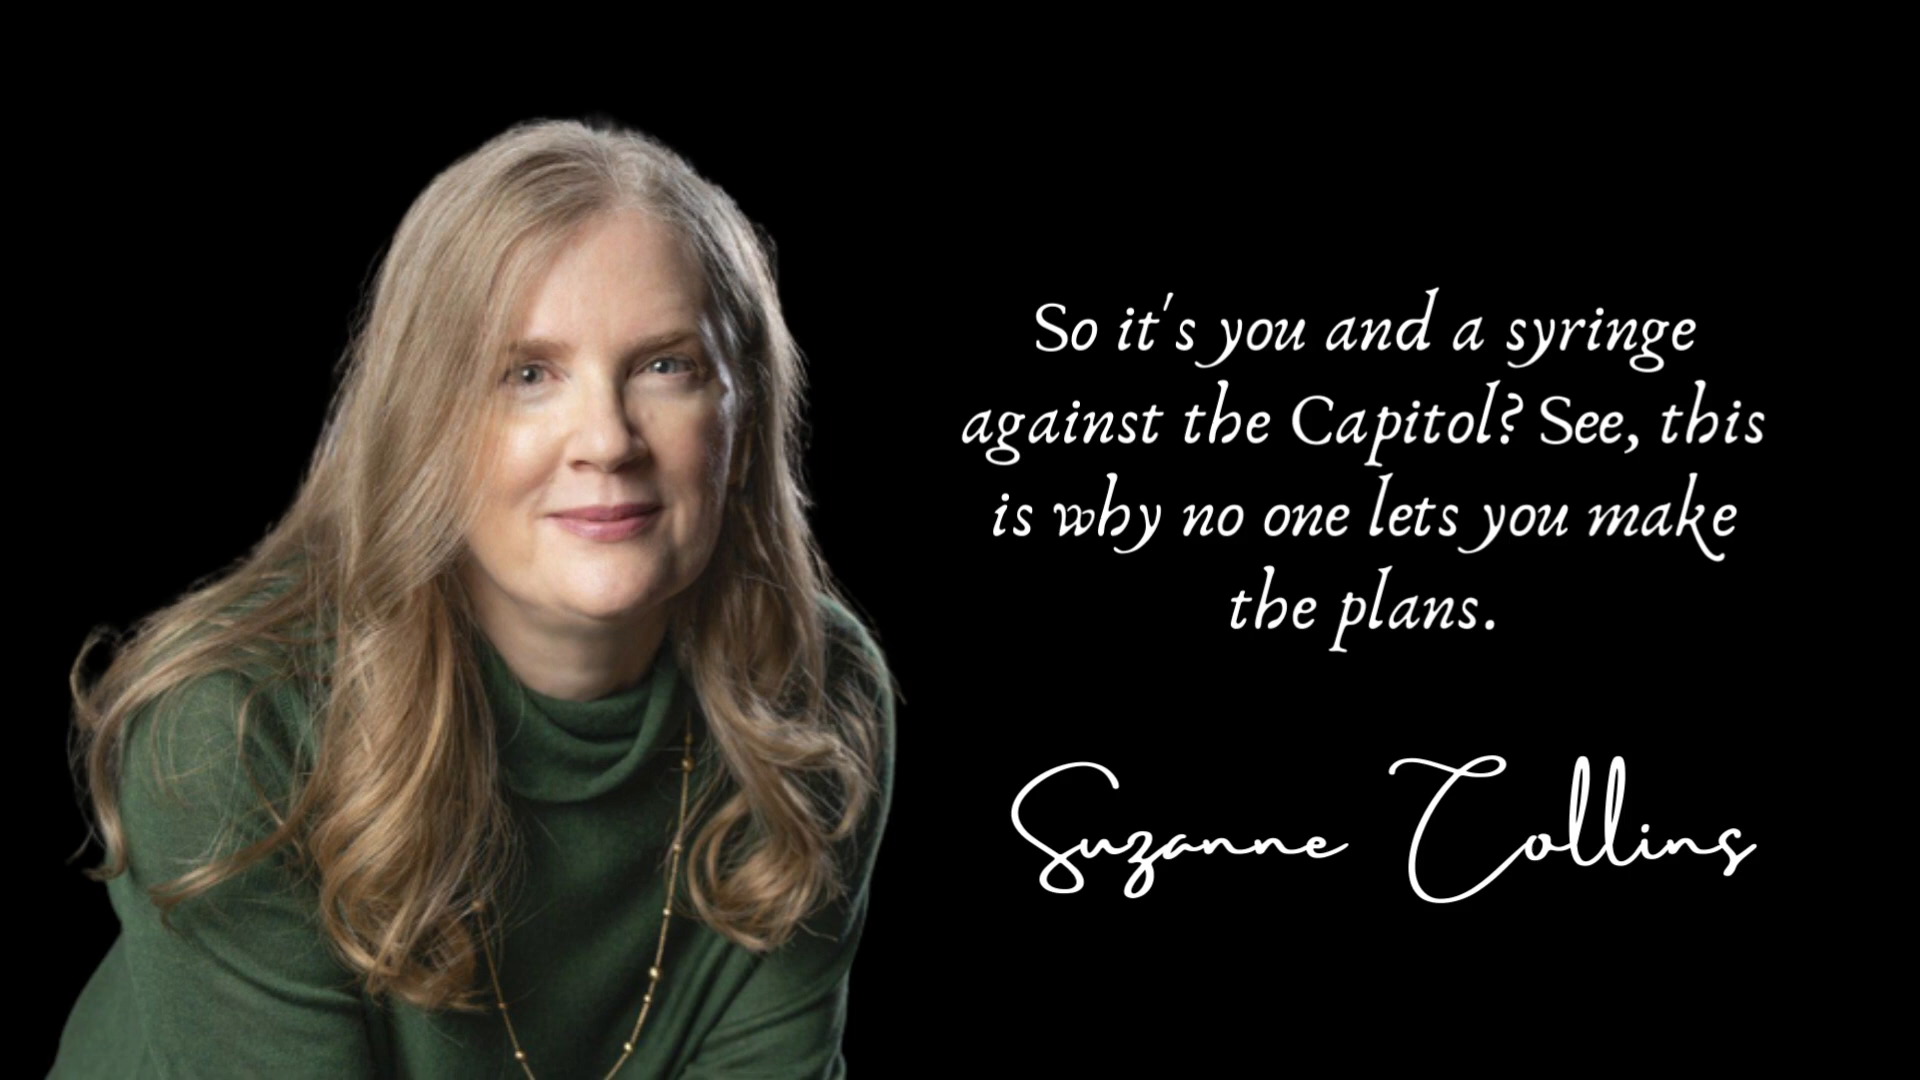 So it's you and a syringe
against the Capitol? See, this
is why no one lets you make
the plans.
Suzanne Collins